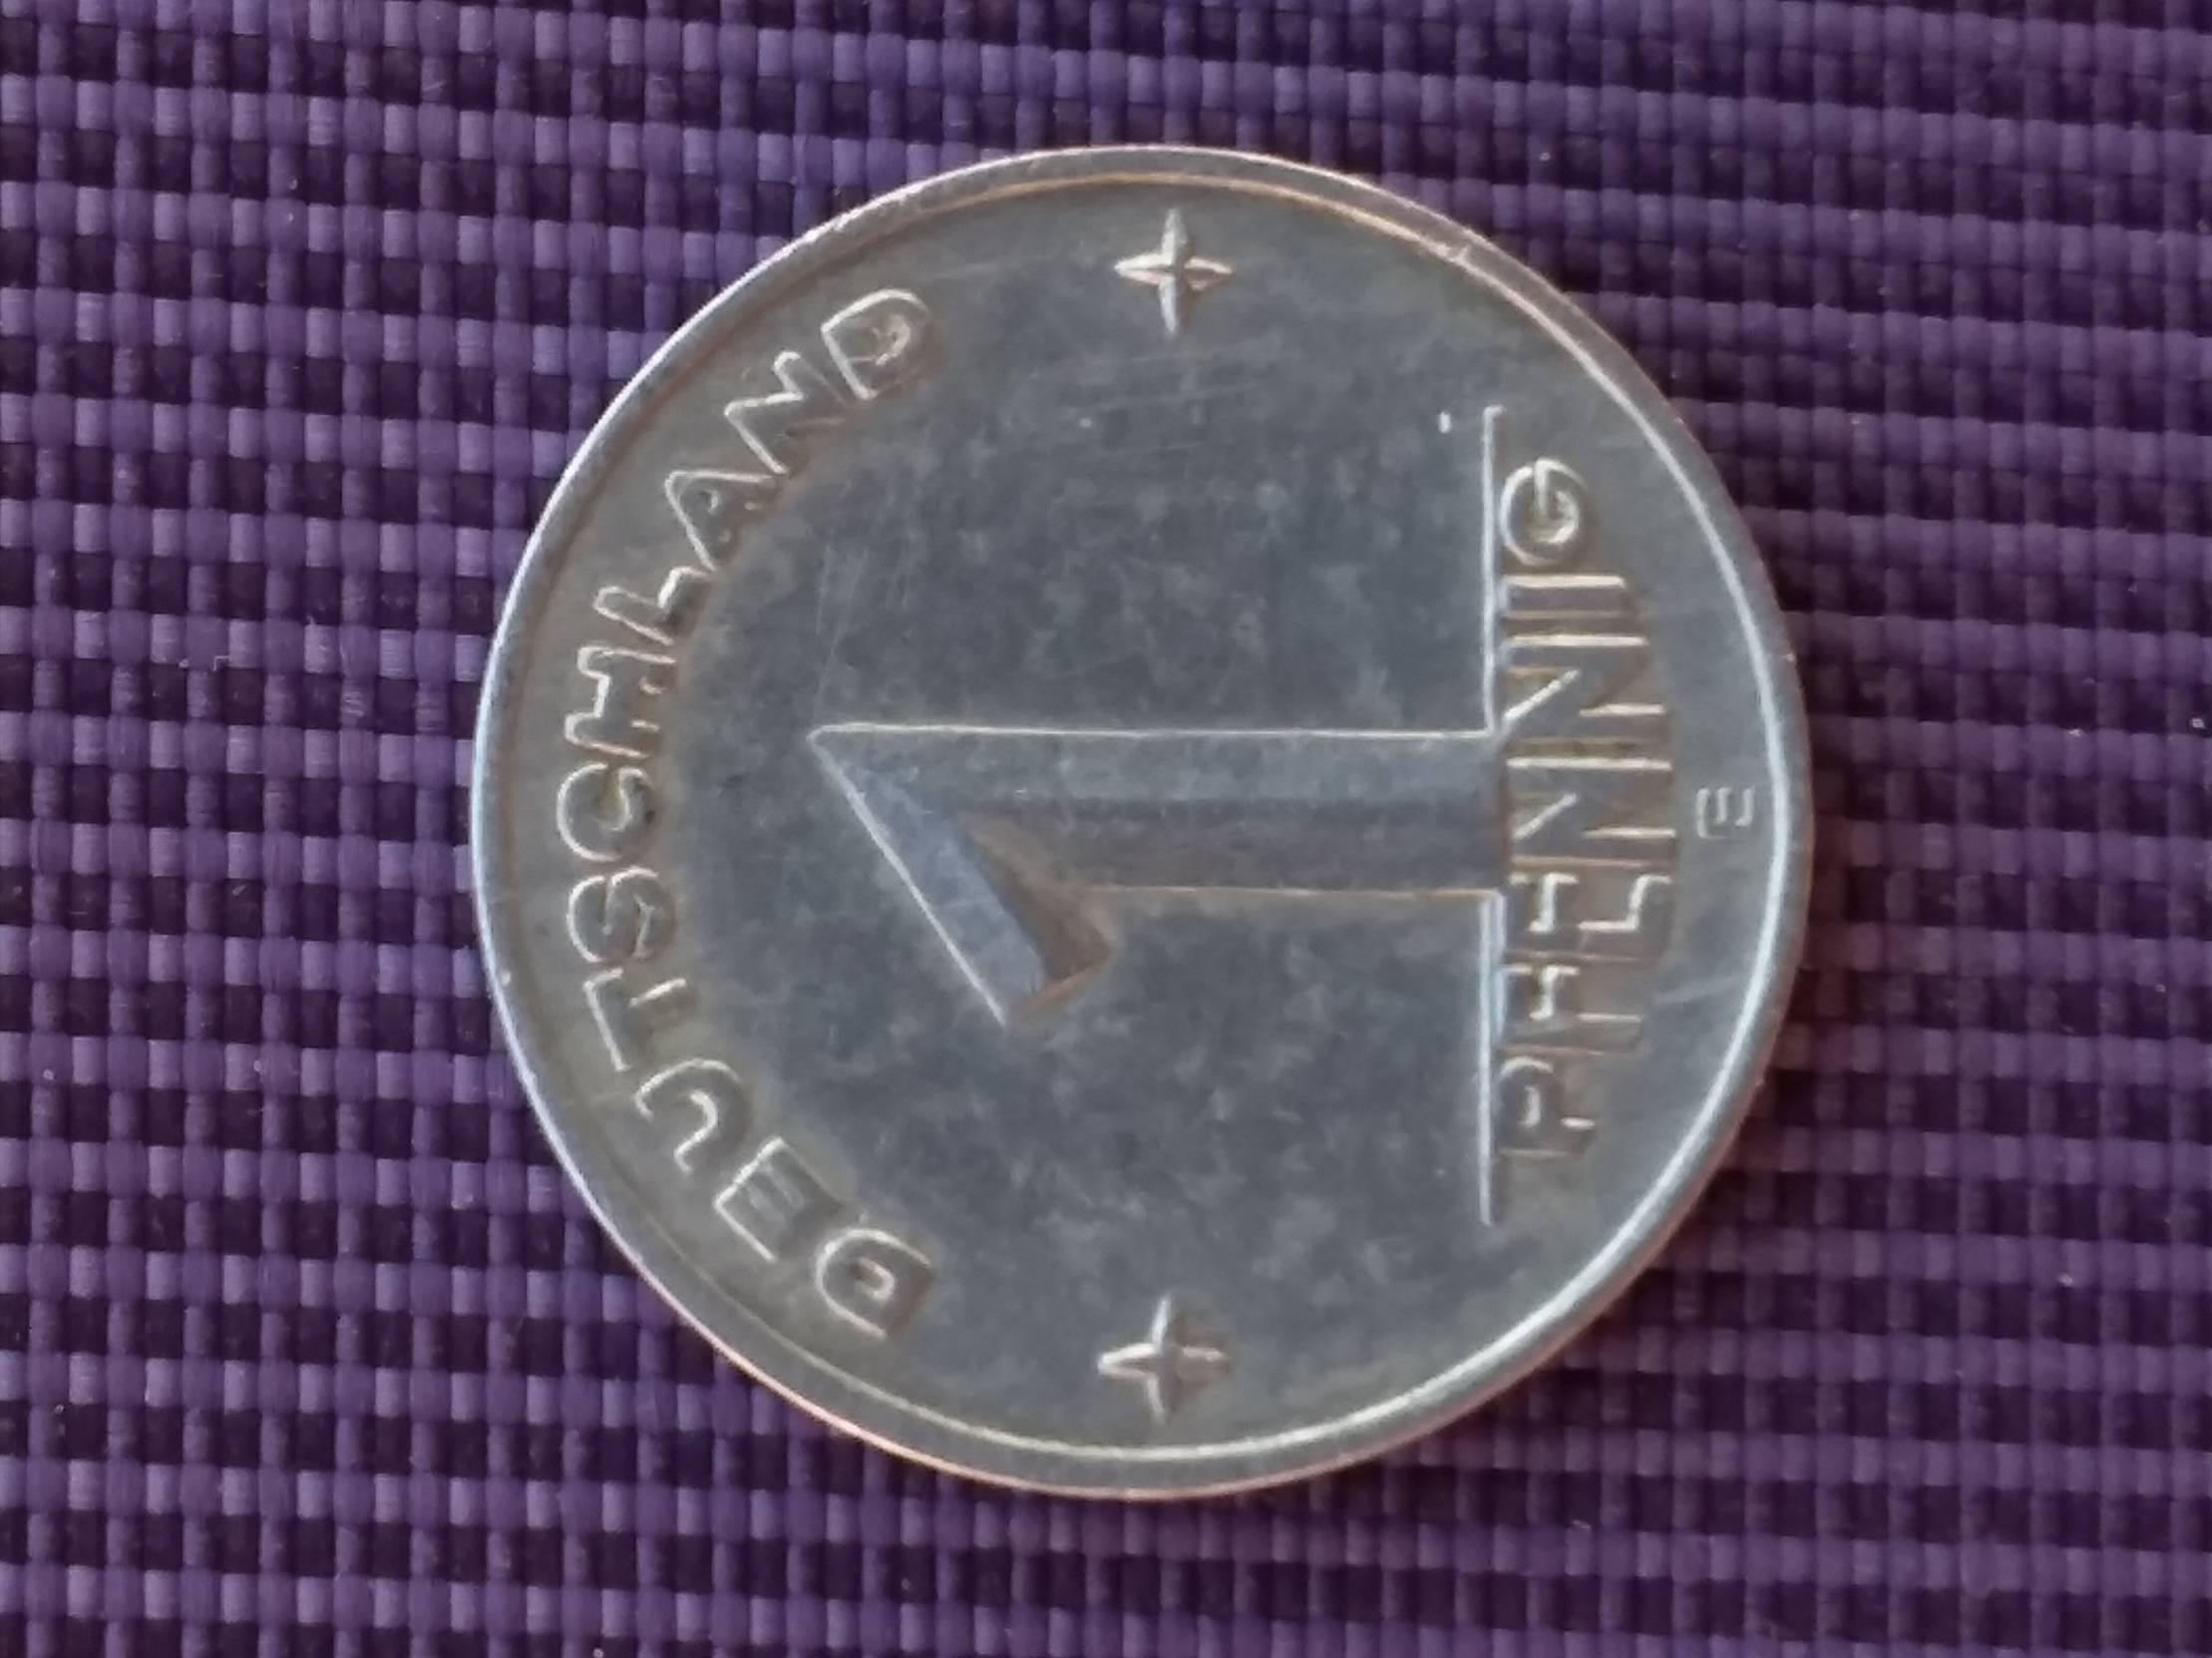 DEUTSCHLAND
1
PFENNIG
E